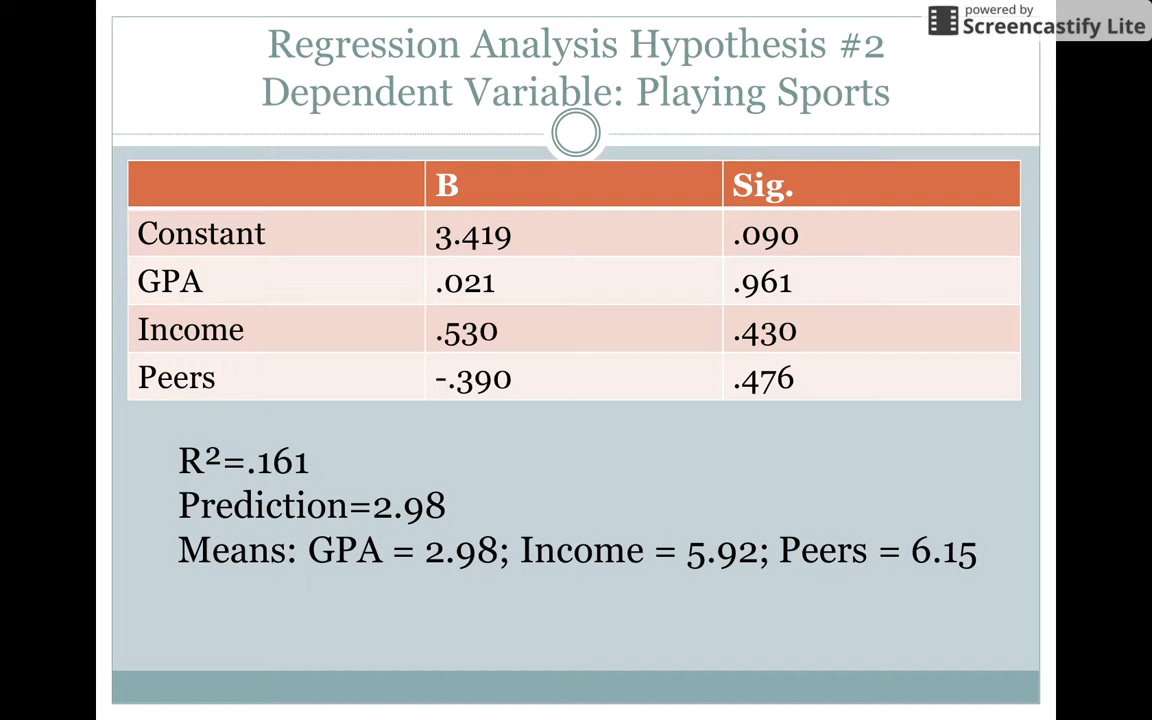 powered by
Screencastify Lite
Regression Analysis Hypothesis #2
Dependent Variable: Playing Sports
B Sig.
Constant 3.419 .090
GPA .021 .961
Income .530 .430
Peers -.390 .476
R²=.161
Prediction=2.98
Means: GPA = 2.98; Income = 5.92; Peers = 6.15